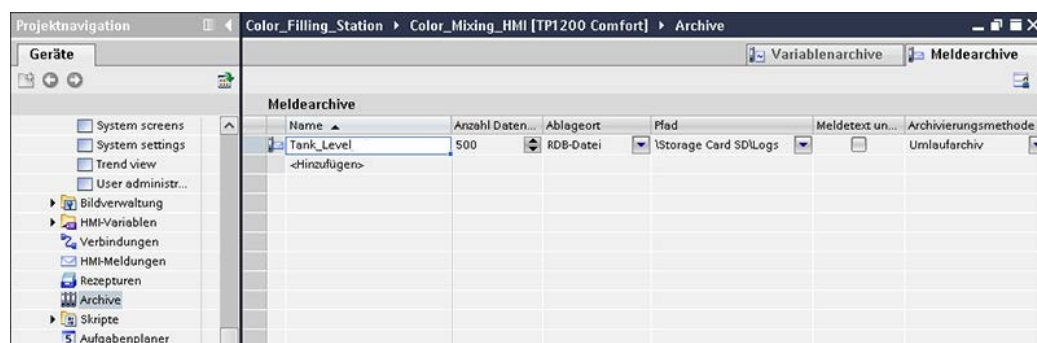 Projektnavigation
Color_Filling_Station ▸ Color_Mixing_HMI [TP1200 Comfort] ▸ Archive
Geräte
Variablenarchive
Meldearchive
Meldearchive
Name Anzahl Daten... Ablageort Pfad Meldetext un... Archivierungsmethode
Tank_Level 500 RDB-Datei \Storage Card SD\Logs Umlaufarchiv
<Hinzufügen>
System screens
System settings
Trend view
User administr...
Bildverwaltung
HMI-Variablen
Verbindungen
HMI-Meldungen
Rezepturen
Archive
Skripte
Aufgabenplaner